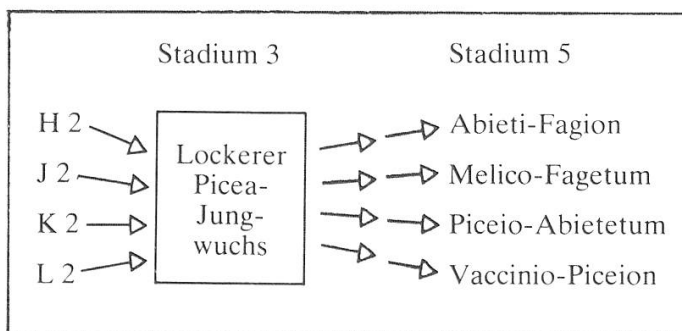 Stadium 3 Stadium 5
H 2
J 2
K 2
L 2
Lockerer
Picea-
Jung-
wuchs
Abieti-Fagion
Melico-Fagetum
Piceio-Abietetum
Vaccinio-Piceion